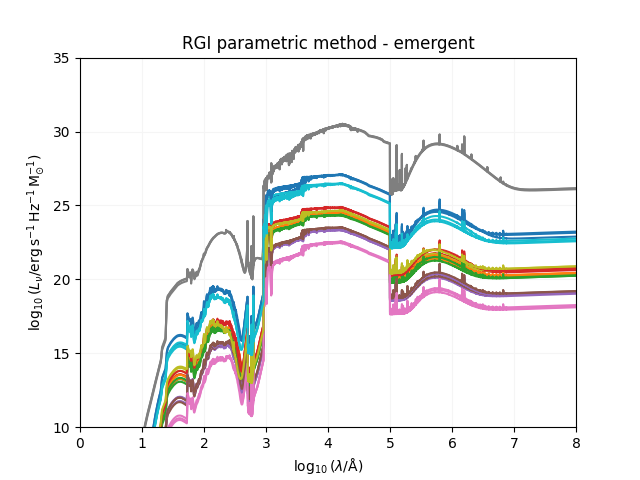 RGI parametric method - emergent
log₁₀ (Lᵥ/erg s⁻¹ Hz⁻¹ M⊙⁻¹)
35
30
25
20
15
10
0 1 2 3 4 5 6 7 8
log₁₀ (λ/Å)